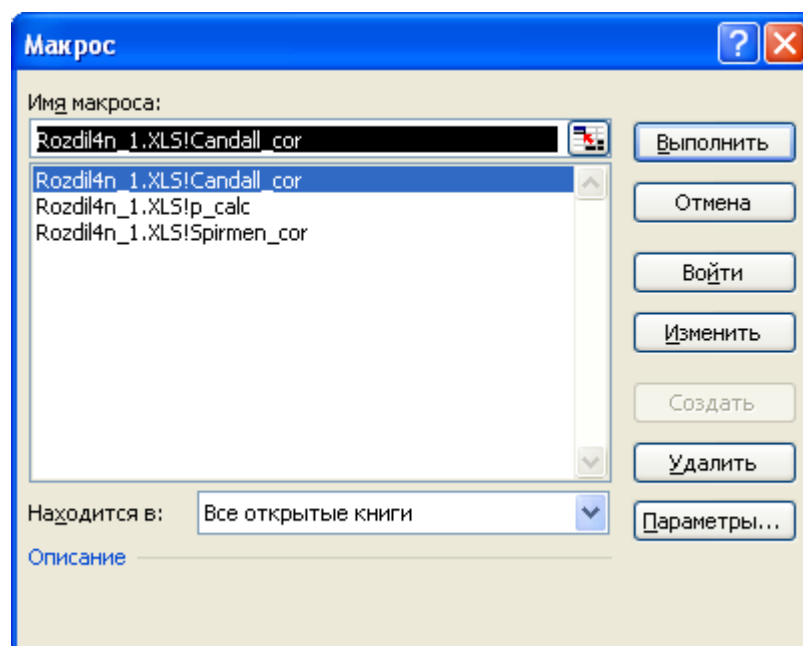 Макрос
Имя макроса:
Rozdil4n_1.XLS!Candall_cor
Выполнить
Rozdil4n_1.XLS!Candall_cor
Rozdil4n_1.XLS!p_calc
Rozdil4n_1.XLS!Spirmen_cor
Отмена
Войти
Изменить
Создать
Удалить
Находится в:
Все открытые книги
Параметры...
Описание